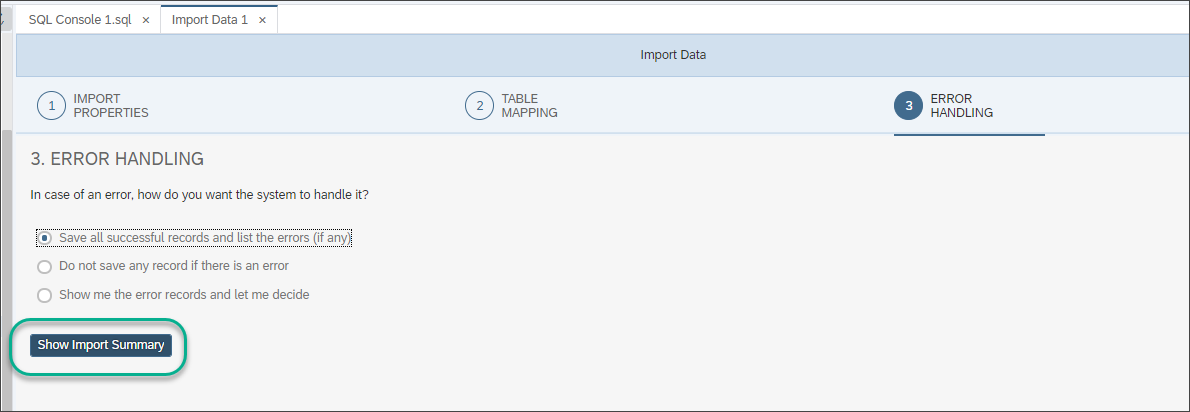 SQL Console 1.sql ×
Import Data 1 ×
Import Data
1 IMPORT PROPERTIES
2 TABLE MAPPING
3 ERROR HANDLING
3. ERROR HANDLING
In case of an error, how do you want the system to handle it?
Save all successful records and list the errors (if any)
Do not save any record if there is an error
Show me the error records and let me decide
Show Import Summary